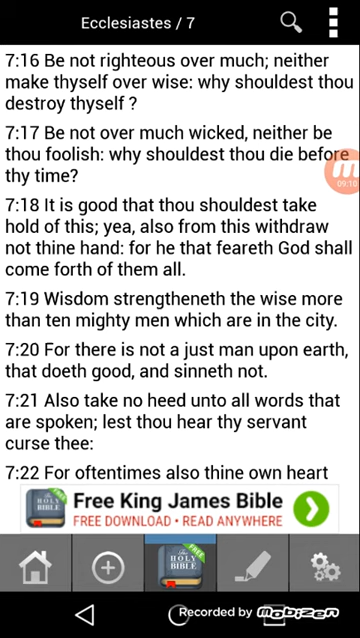 Ecclesiastes / 7
7:16 Be not righteous over much; neither
make thyself over wise: why shouldest thou
destroy thyself ?
7:17 Be not over much wicked, neither be
thou foolish: why shouldest thou die before
thy time?
09:10
7:18 It is good that thou shouldest take
hold of this; yea, also from this withdraw
not thine hand: for he that feareth God shall
come forth of them all.
7:19 Wisdom strengtheneth the wise more
than ten mighty men which are in the city.
7:20 For there is not a just man upon earth,
that doeth good, and sinneth not.
7:21 Also take no heed unto all words that
are spoken; lest thou hear thy servant
curse thee:
7:22 For oftentimes also thine own heart
HOLY
BIBLE
FREE
Free King James Bible
FREE DOWNLOAD • READ ANYWHERE
The
HOLY
BIBLE
FREE
Recorded by mobizen